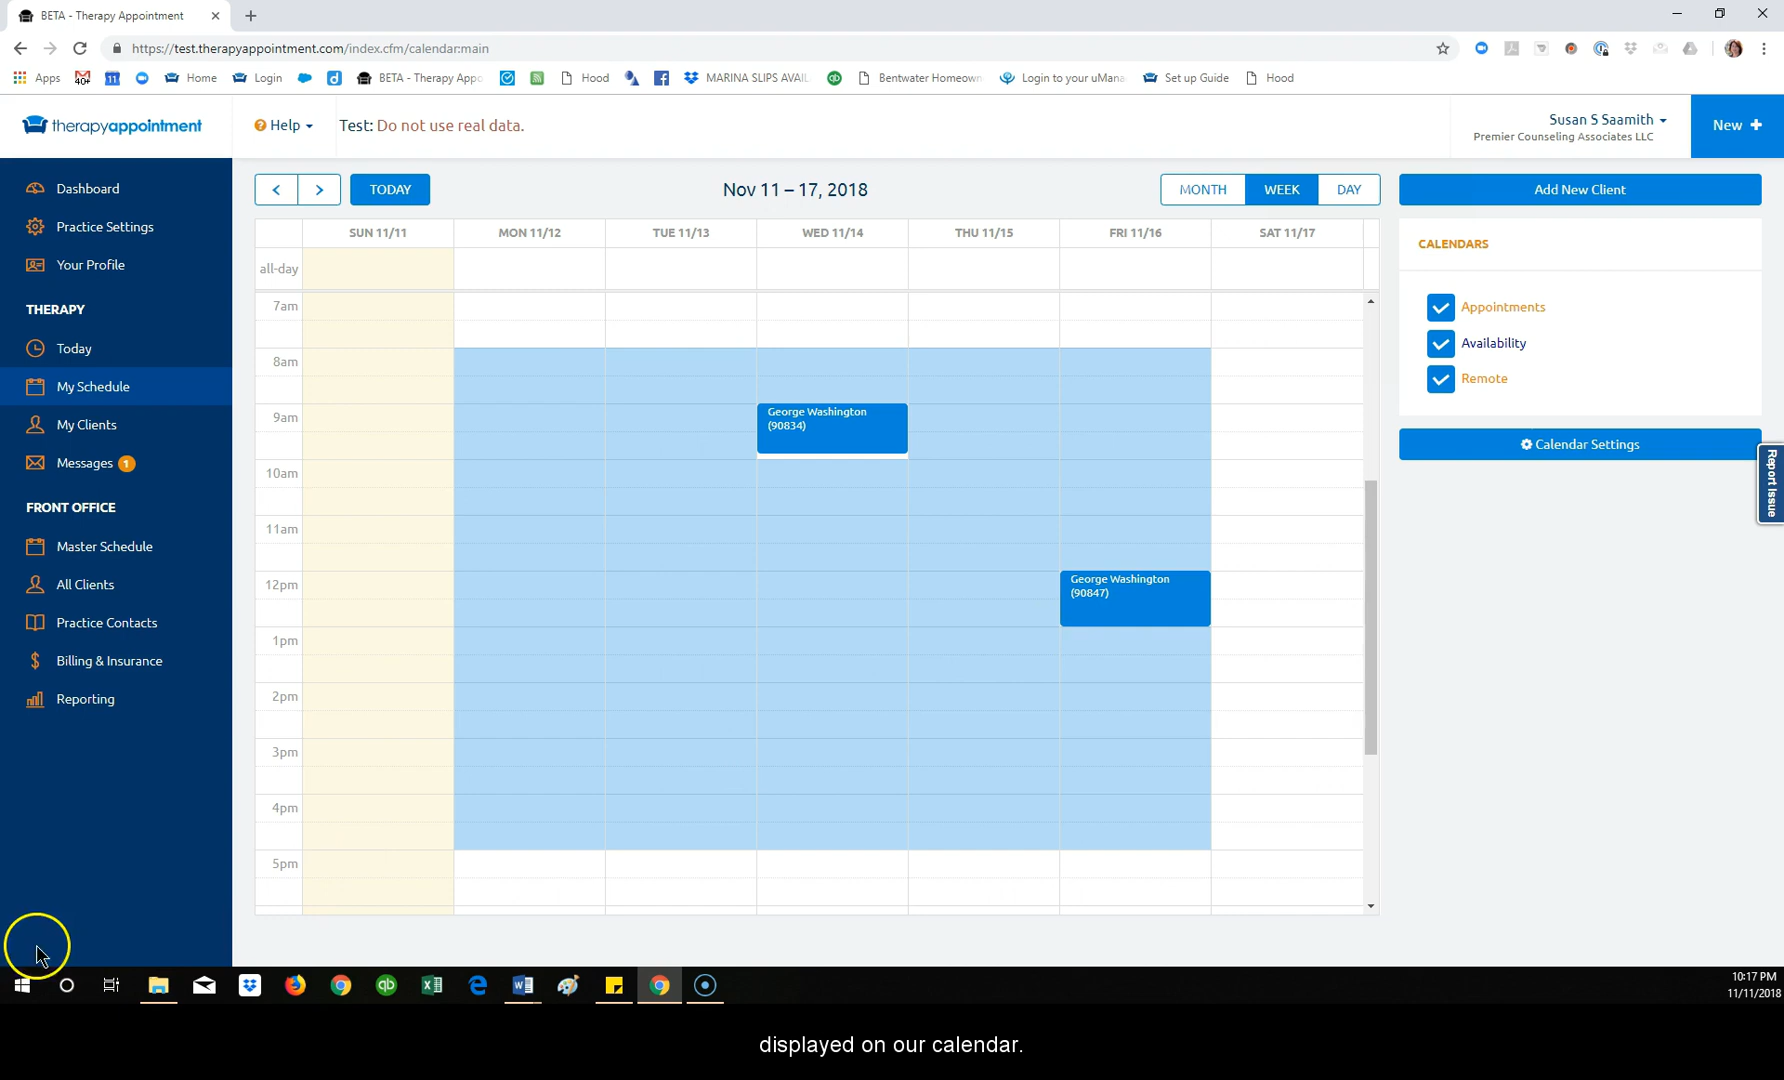 BETA - Therapy Appointment
https://test.therapyappointment.com/index.cfm/calendar:main
Apps
40+
11
Home
Login
BETA - Therapy Appo
Hood
MARINA SLIPS AVAIL
Bentwater Homeown
Login to your uMana
Set up Guide
Hood
therapyappointment
Help
Test: Do not use real data.
Susan S Saamith
Premier Counseling Associates LLC
New +
Dashboard
Practice Settings
Your Profile
THERAPY
Today
My Schedule
My Clients
Messages 1
FRONT OFFICE
Master Schedule
All Clients
Practice Contacts
Billing & Insurance
Reporting
< > TODAY
Nov 11 – 17, 2018
MONTH WEEK DAY
SUN 11/11 MON 11/12 TUE 11/13 WED 11/14 THU 11/15 FRI 11/16 SAT 11/17
all-day
7am
8am
9am
George Washington
(90834)
10am
11am
12pm
George Washington
(90847)
1pm
2pm
3pm
4pm
5pm
Add New Client
CALENDARS
Appointments
Availability
Remote
Calendar Settings
Report Issue
10:17 PM
11/11/2018
displayed on our calendar.